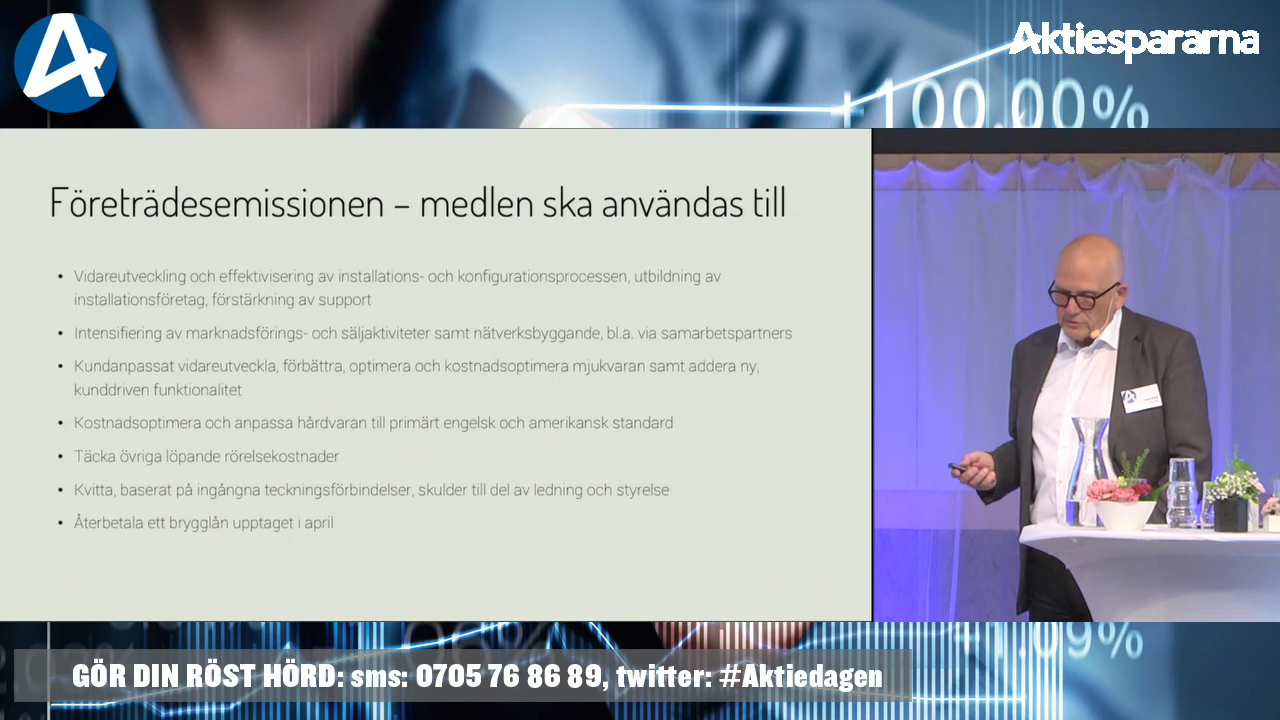 Aktiespararna
+100.00%
Företrädesemissionen – medlen ska användas till
• Vidareutveckling och effektivisering av installations- och konfigurationsprocessen, utbildning av
installationsföretag, förstärkning av support
• Intensifiering av marknadsförings- och säljaktiviteter samt nätverksbyggande, bl.a. via samarbetspartners
• Kundanpassat vidareutveckla, förbättra, optimera och kostnadsoptimera mjukvaran samt addera ny,
kunddriven funktionalitet
• Kostnadsoptimera och anpassa hårdvaran till primärt engelsk och amerikansk standard
• Täcka övriga löpande rörelsekostnader
• Kvitta, baserat på ingångna teckningsförbindelser, skulder till del av ledning och styrelse
• Återbetala ett brygglån upptaget i april
GÖR DIN RÖST HÖRD: sms: 0705 76 86 89, twitter: #Aktiedagen